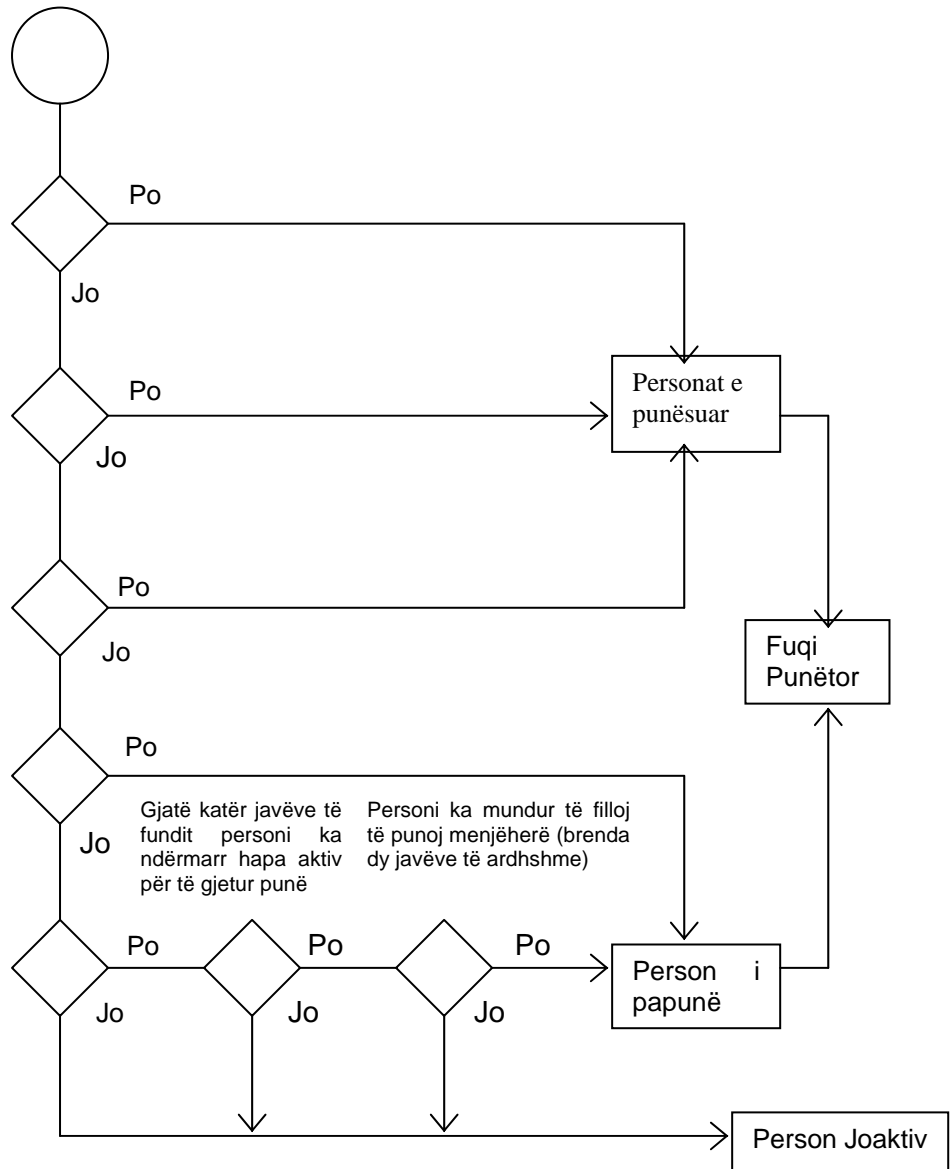 Po
Jo
Po
Personat e
punësuar
Jo
Po
Jo
Fuqi
Punëtor
Po
Gjatë katër javëve të
fundit personi ka
ndërmarr hapa aktiv
për të gjetur punë
Personi ka mundur të filloj
të punoj menjëherë (brenda
dy javëve të ardhshme)
Jo
Po
Po
Po
Person i
papunë
Jo
Jo
Jo
Person Joaktiv